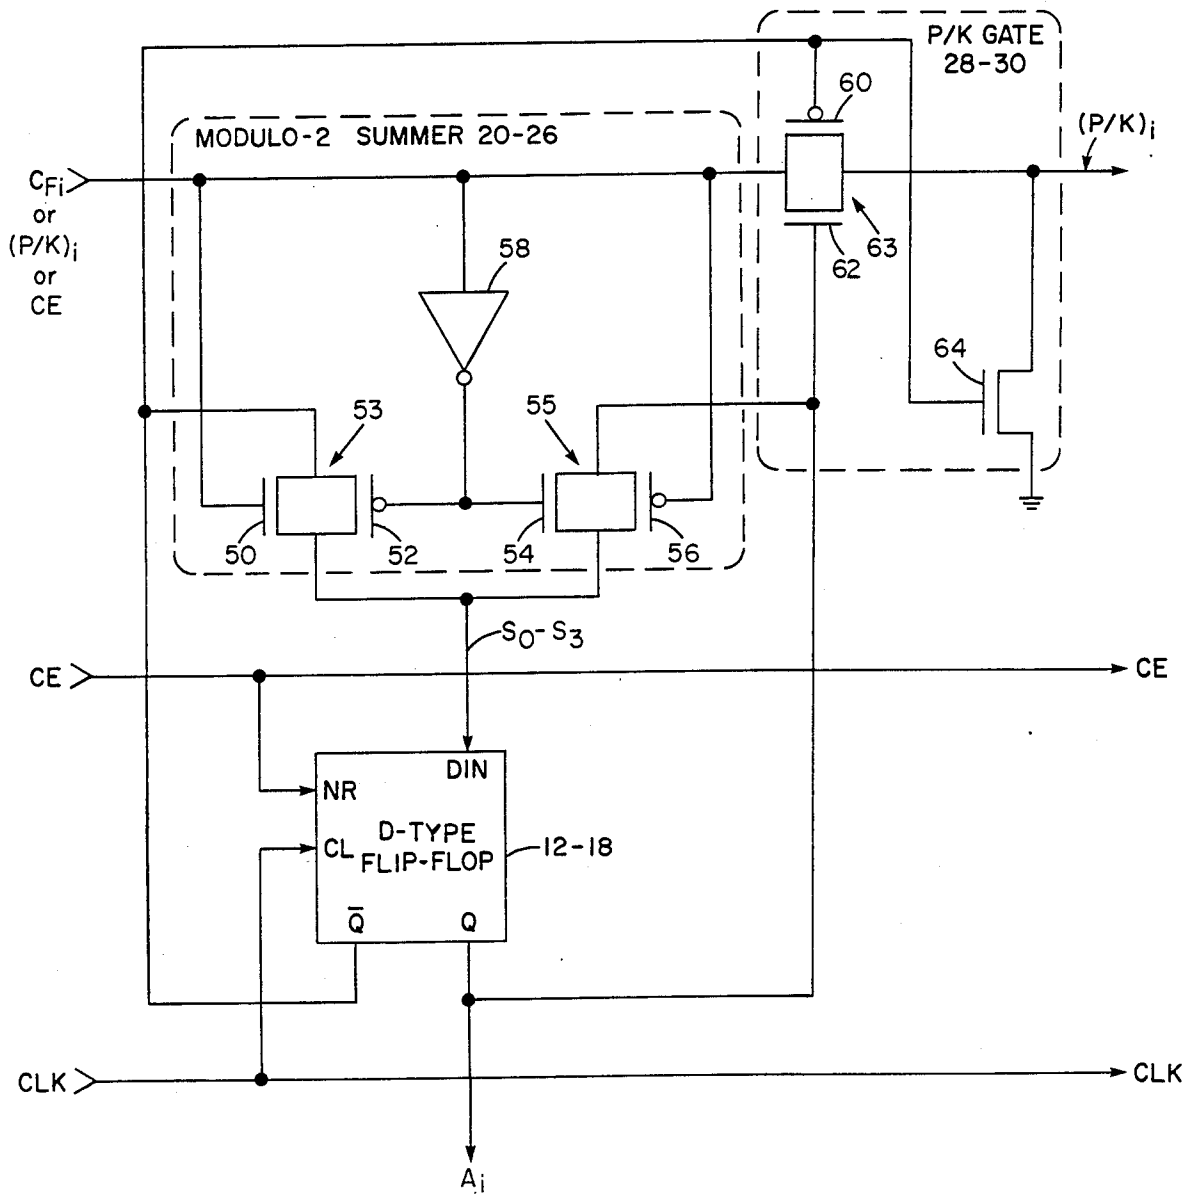 P/K GATE
28-30
60
(P/K)i
MODULO-2 SUMMER 20-26
CFi
or
(P/K)i
or
CE
58
63
62
64
53
55
50
52
54
56
S0-S3
CE
CE
DIN
NR
D-TYPE
FLIP-FLOP
CL
12-18
Q̅
Q
CLK
CLK
Ai